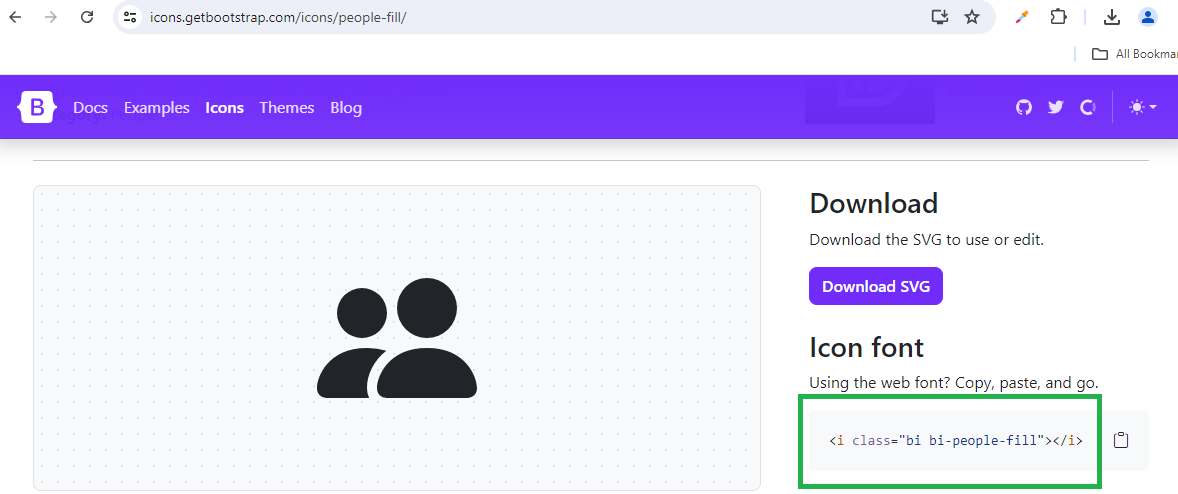 icons.getbootstrap.com/icons/people-fill/
All Bookma
B Docs Examples Icons Themes Blog
Download
Download the SVG to use or edit.
Download SVG
Icon font
Using the web font? Copy, paste, and go.
<i class="bi bi-people-fill"></i>